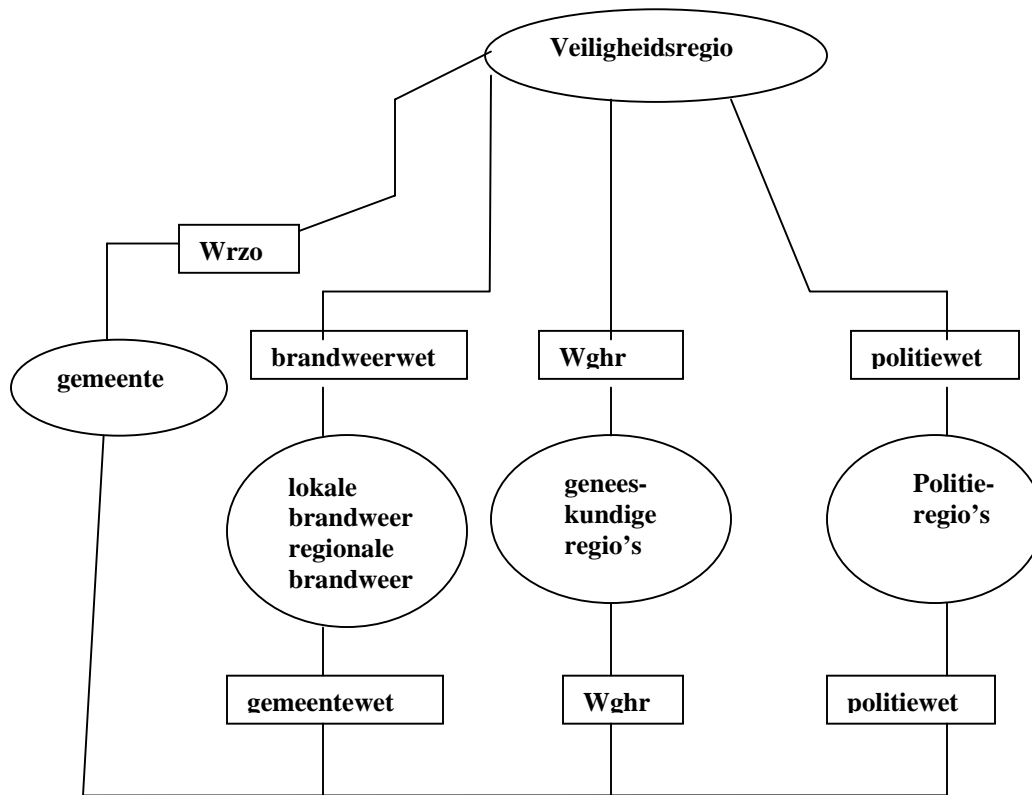 Veiligheidsregio
Wrzo
brandweerwet
Wghr
politiewet
gemeente
lokale
brandweer
regionale
brandweer
genees-
kundige
regio's
Politie-
regio's
gemeentewet
Wghr
politiewet